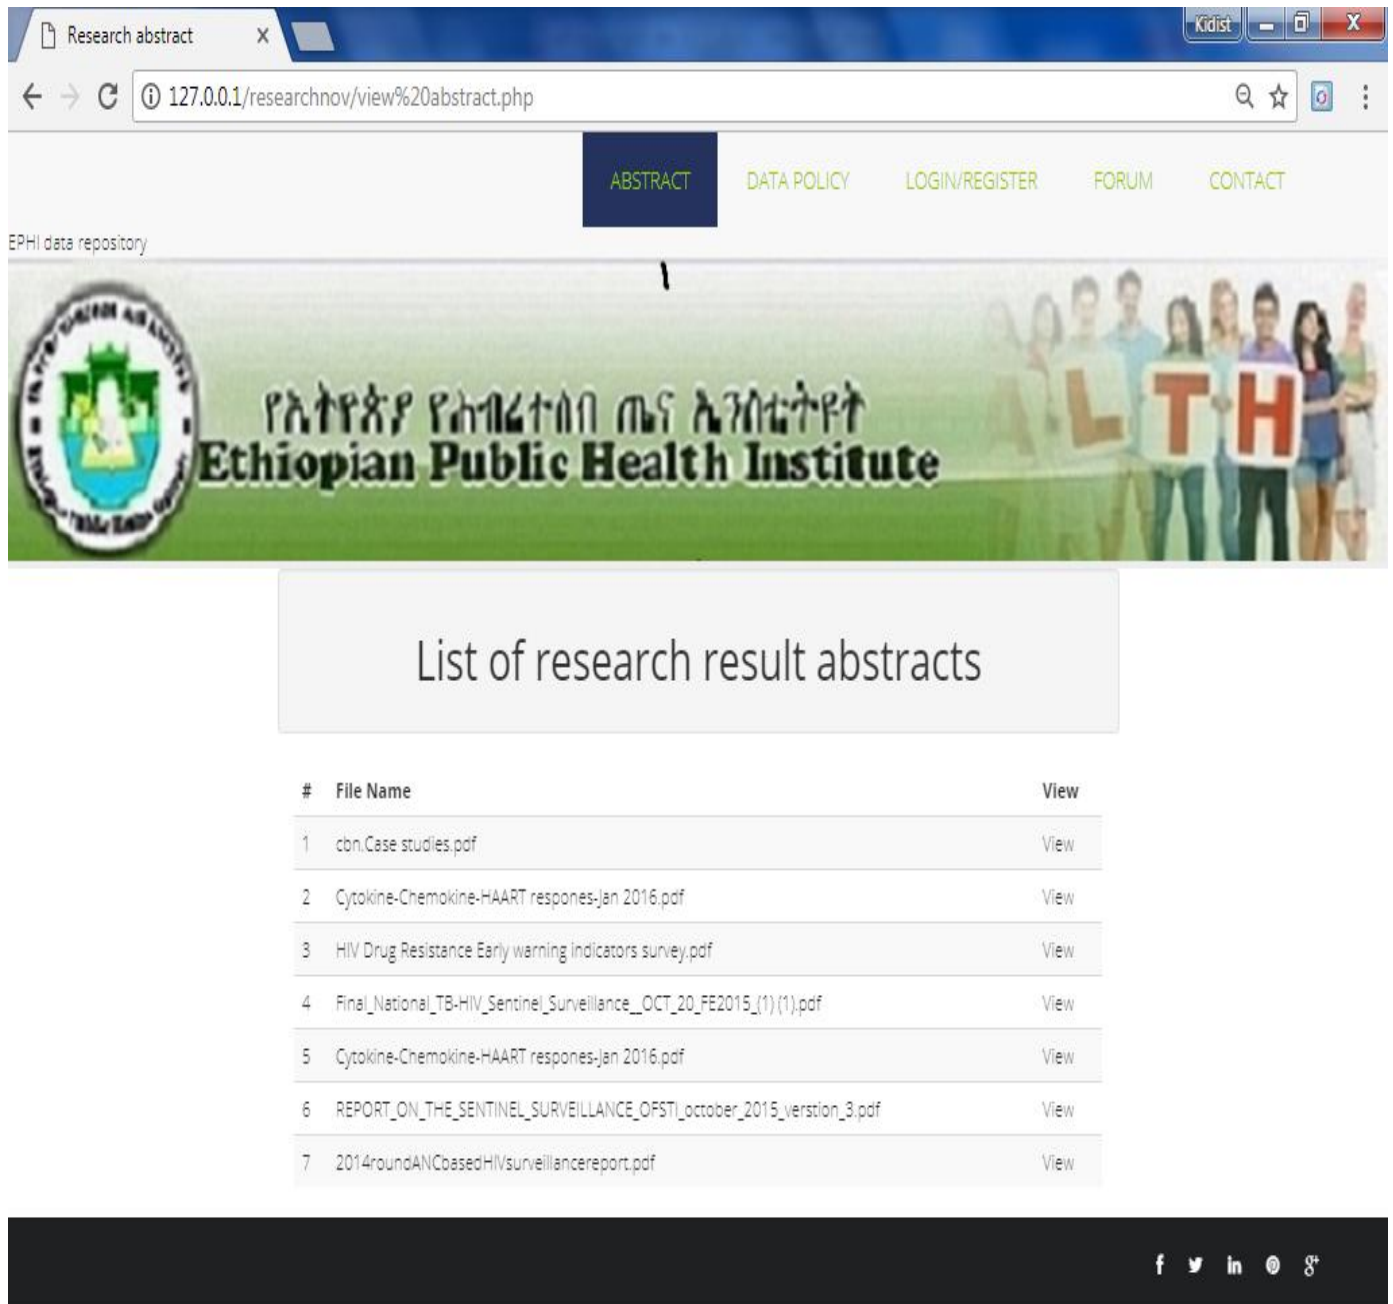 Research abstract
Kidist
127.0.0.1/researchnov/view%20abstract.php
ABSTRACT DATA POLICY LOGIN/REGISTER FORUM CONTACT
EPHI data repository
የኢትዮጵያ የሕብረተሰብ ጤና ኢንስቲትዩት
Ethiopian Public Health Institute
A L T H
List of research result abstracts
# File Name View
1 cbn.Case studies.pdf View
2 Cytokine-Chemokine-HAART respones-Jan 2016.pdf View
3 HIV Drug Resistance Early warning indicators survey.pdf View
4 Final_National_TB-HIV_Sentinel_Surveillance__OCT_20_FE2015_(1) (1).pdf View
5 Cytokine-Chemokine-HAART respones-Jan 2016.pdf View
6 REPORT_ON_THE_SENTINEL_SURVEILLANCE_OFSTI_october_2015_verstion_3.pdf View
7 2014roundANCbasedHIVsurveillancereport.pdf View